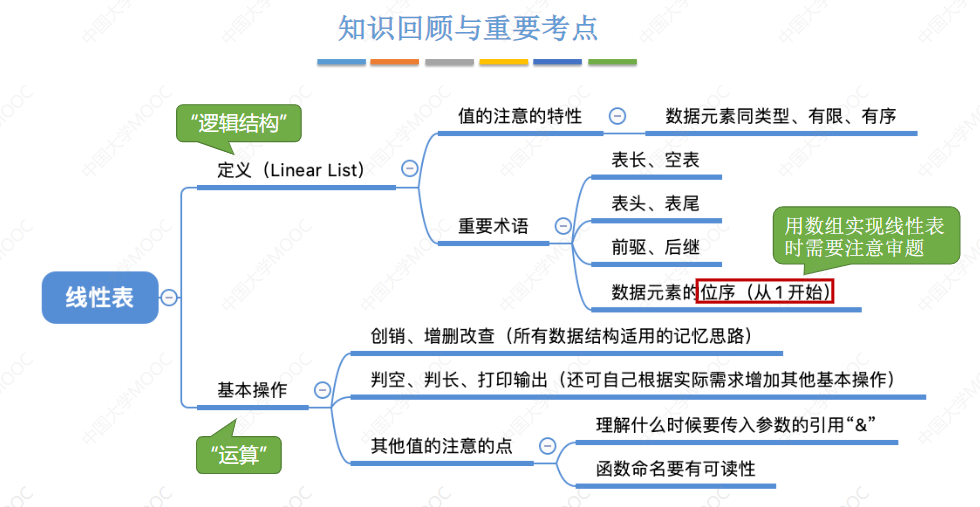 知识回顾与重要考点
“逻辑结构”
定义（Linear List）
值的注意的特性
数据元素同类型、有限、有序
重要术语
表长、空表
表头、表尾
前驱、后继
数据元素的位序（从1开始）
用数组实现线性表
时需要注意审题
线性表
基本操作
“运算”
创销、增删改查（所有数据结构适用的记忆思路）
判空、判长、打印输出（还可自己根据实际需求增加其他基本操作）
其他值的注意的点
理解什么时候要传入参数的引用“&”
函数命名要有可读性
中国大学MOOC